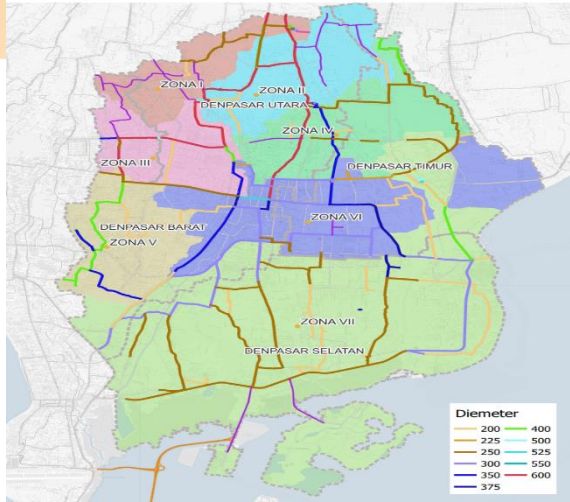 ZONA I
ZONA II
DENPASAR UTARA
ZONA IV
ZONA III
DENPASAR TIMUR
DENPASAR BARAT
ZONA VI
ZONA V
ZONA VII
DENPASAR SELATAN
Diemeter
200 400
225 500
250 525
300 550
350 600
375